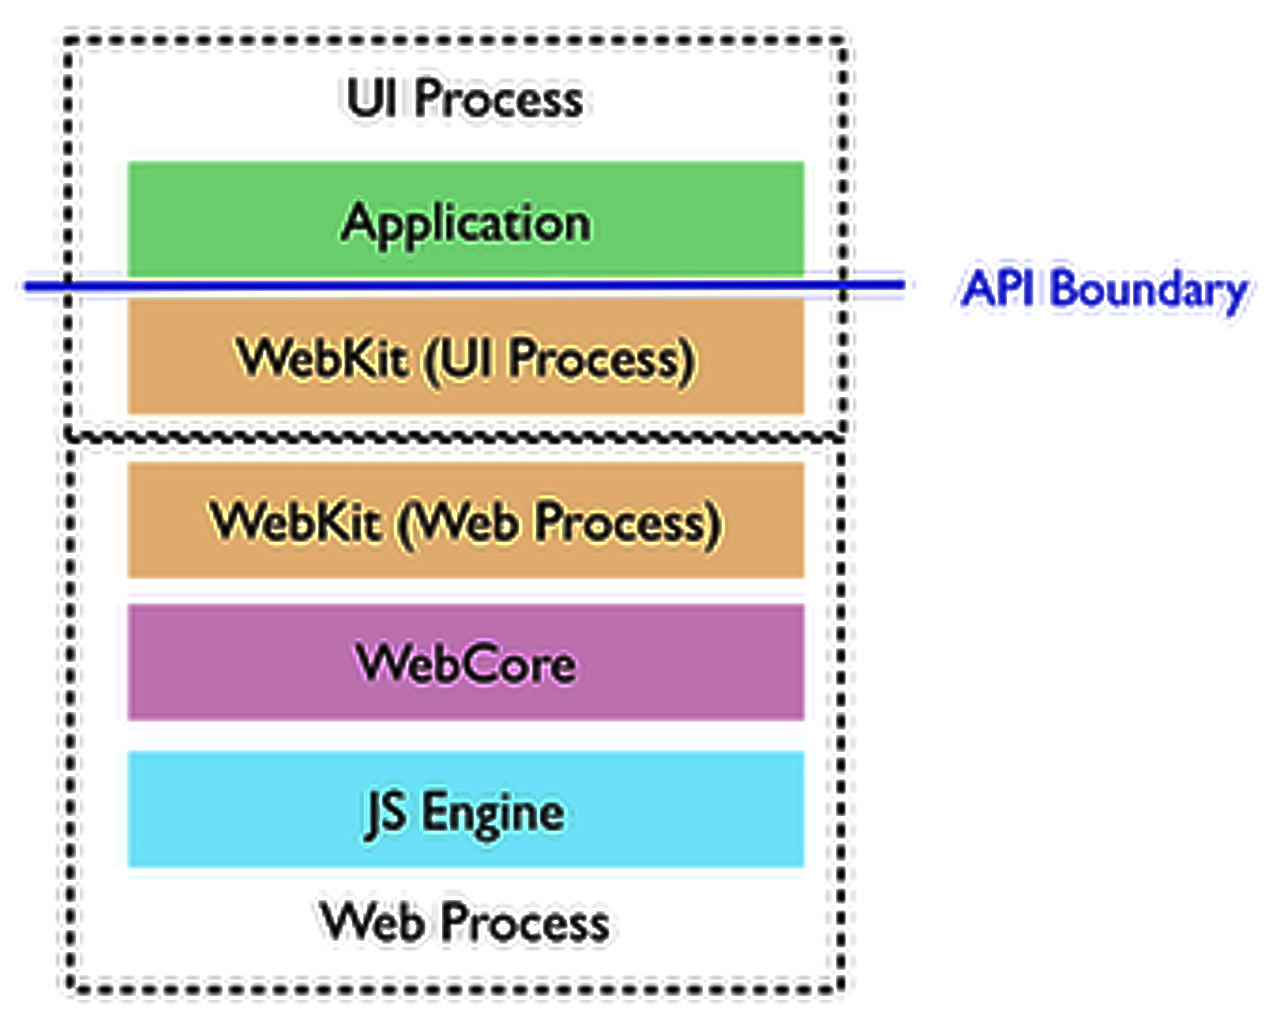 UI Process
Application
API Boundary
WebKit (UI Process)
WebKit (Web Process)
WebCore
JS Engine
Web Process